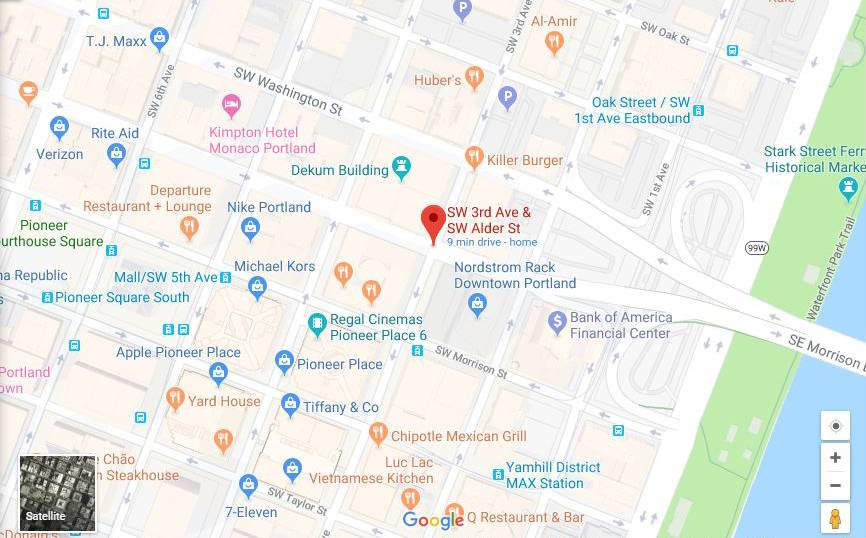 Al-Amir
SW 3rd Ave
SW Oak St
T.J. Maxx
SW 6th Ave
SW Washington St
Huber's
Oak Street / SW
1st Ave Eastbound
Kimpton Hotel
Monaco Portland
Rite Aid
Verizon
Dekum Building
Killer Burger
Stark Street Ferr
Historical Marke
SW 1st Ave
Departure
Restaurant + Lounge
Nike Portland
SW 3rd Ave &
SW Alder St
9 min drive - home
Pioneer
ourthouse Square
99W
Waterfront Park Trail
Michael Kors
na Republic
Mall/SW 5th Ave
Pioneer Square South
Nordstrom Rack
Downtown Portland
Regal Cinemas
Pioneer Place 6
Bank of America
Financial Center
SE Morrison
SW Morrison St
Apple Pioneer Place
Pioneer Place
Portland
own
Yard House
Tiffany & Co
Chipotle Mexican Grill
Chão
n Steakhouse
Luc Lac
Vietnamese Kitchen
Yamhill District
MAX Station
SW Taylor St
7-Eleven
Satellite
Google
Q Restaurant & Bar
cDonald's